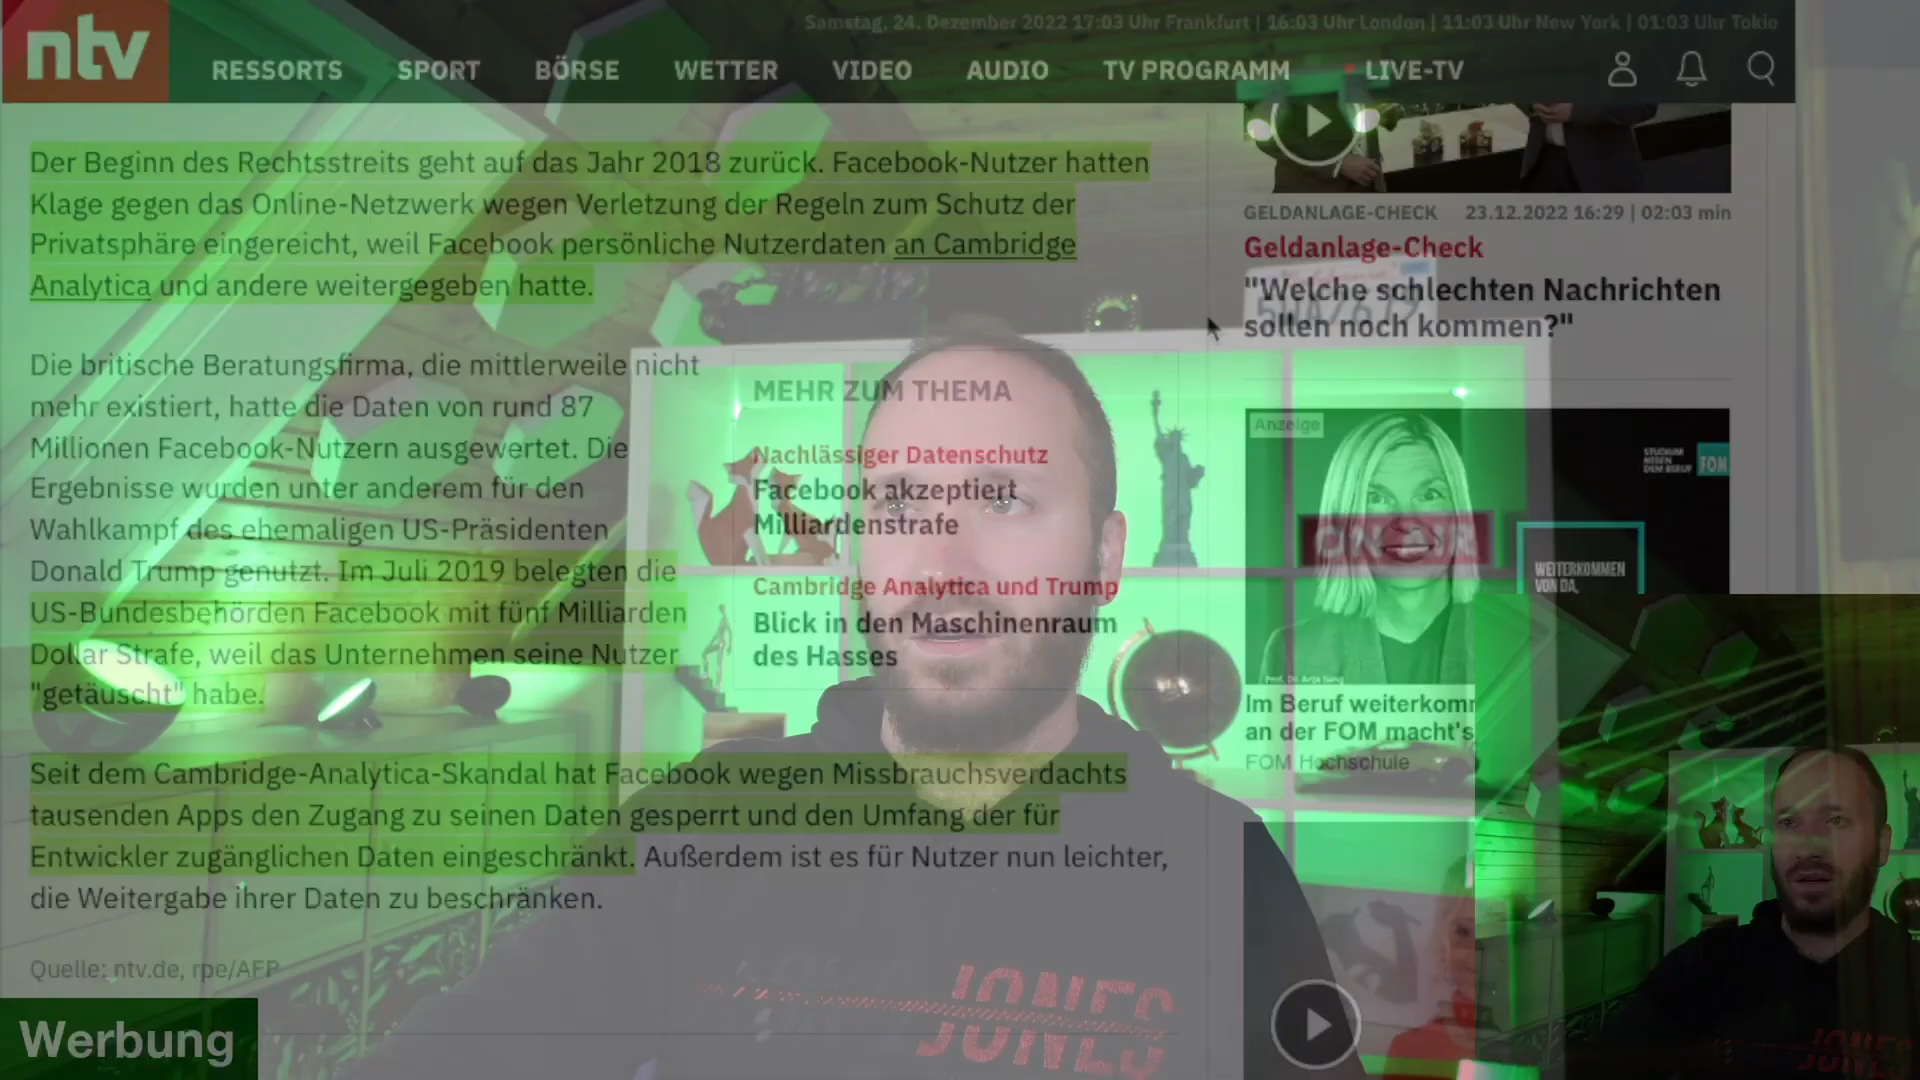 ntv
Samstag, 24. Dezember 2022 17:03 Uhr Frankfurt | 16:03 Uhr London | 11:03 Uhr New York | 01:03 Uhr Tokio
RESSORTS SPORT BÖRSE WETTER VIDEO AUDIO TV PROGRAMM LIVE-TV
Der Beginn des Rechtsstreits geht auf das Jahr 2018 zurück. Facebook-Nutzer hatten
Klage gegen das Online-Netzwerk wegen Verletzung der Regeln zum Schutz der
Privatsphäre eingereicht, weil Facebook persönliche Nutzerdaten an Cambridge
Analytica und andere weitergegeben hatte.
Die britische Beratungsfirma, die mittlerweile nicht
mehr existiert, hatte die Daten von rund 87
Millionen Facebook-Nutzern ausgewertet. Die
Ergebnisse wurden unter anderem für den
Wahlkampf des ehemaligen US-Präsidenten
Donald Trump genutzt. Im Juli 2019 belegten die
US-Bundesbehörden Facebook mit fünf Milliarden
Dollar Strafe, weil das Unternehmen seine Nutzer
"getäuscht" habe.
MEHR ZUM THEMA
Nachlässiger Datenschutz
Facebook akzeptiert
Milliardenstrafe
Cambridge Analytica und Trump
Blick in den Maschinenraum
des Hasses
Seit dem Cambridge-Analytica-Skandal hat Facebook wegen Missbrauchsverdachts
tausenden Apps den Zugang zu seinen Daten gesperrt und den Umfang der für
Entwickler zugänglichen Daten eingeschränkt. Außerdem ist es für Nutzer nun leichter,
die Weitergabe ihrer Daten zu beschränken.
Quelle: ntv.de, rpe/AFP
Werbung
GELDANLAGE-CHECK 23.12.2022 16:29 | 02:03 min
Geldanlage-Check
"Welche schlechten Nachrichten
sollen noch kommen?"
Anzeige
STUDIUM
NEBEN
DEM BERUF
FOM
ON AIR
WEITERKOMMEN
VON DA,
Im Beruf weiterkom
an der FOM macht's
FOM Hochschule
JONES